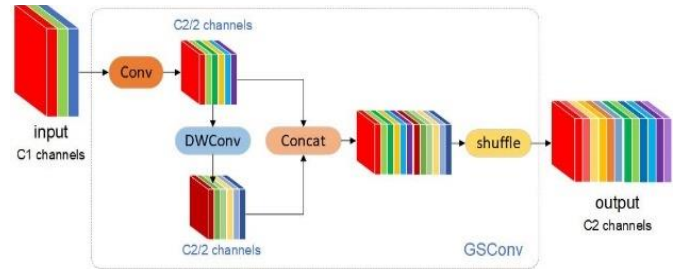 C2/2 channels
Conv
input
C1 channels
DWConv
Concat
shuffle
output
C2 channels
C2/2 channels
GSConv